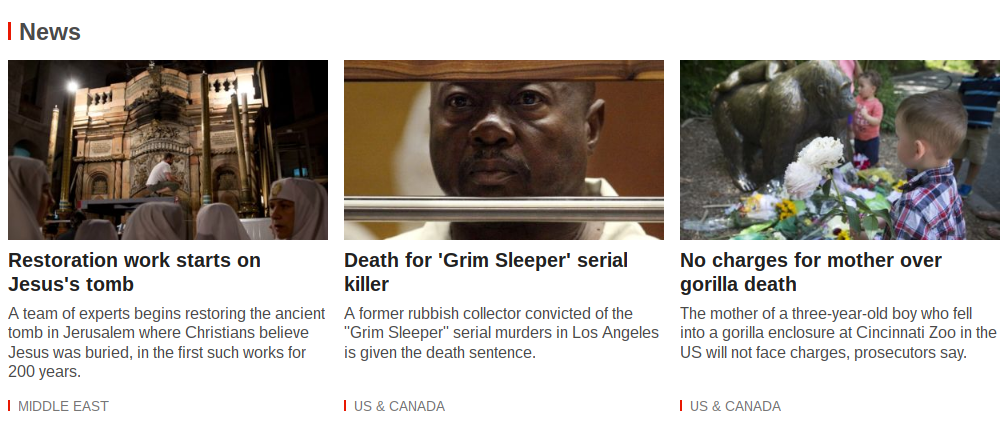 News
Restoration work starts on
Jesus's tomb
A team of experts begins restoring the ancient
tomb in Jerusalem where Christians believe
Jesus was buried, in the first such works for
200 years.
MIDDLE EAST
Death for 'Grim Sleeper' serial
killer
A former rubbish collector convicted of the
"Grim Sleeper" serial murders in Los Angeles
is given the death sentence.
US & CANADA
No charges for mother over
gorilla death
The mother of a three-year-old boy who fell
into a gorilla enclosure at Cincinnati Zoo in the
US will not face charges, prosecutors say.
US & CANADA